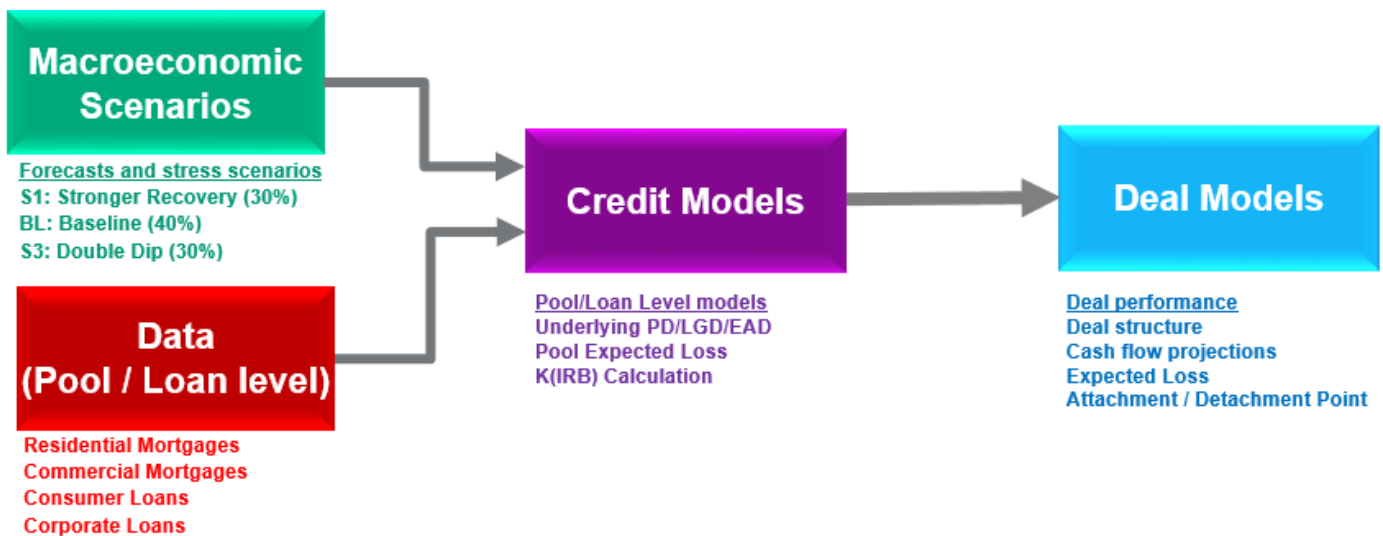 Macroeconomic
Scenarios
Forecasts and stress scenarios
S1: Stronger Recovery (30%)
BL: Baseline (40%)
S3: Double Dip (30%)
Data
(Pool / Loan level)
Residential Mortgages
Commercial Mortgages
Consumer Loans
Corporate Loans
Credit Models
Pool/Loan Level models
Underlying PD/LGD/EAD
Pool Expected Loss
K(IRB) Calculation
Deal Models
Deal performance
Deal structure
Cash flow projections
Expected Loss
Attachment / Detachment Point